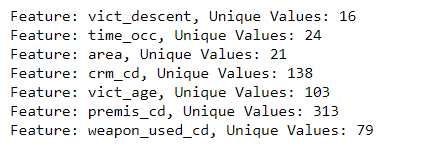 Feature: vict_descent, Unique Values: 16
Feature: time_occ, Unique Values: 24
Feature: area, Unique Values: 21
Feature: crm_cd, Unique Values: 138
Feature: vict_age, Unique Values: 103
Feature: premis_cd, Unique Values: 313
Feature: weapon_used_cd, Unique Values: 79